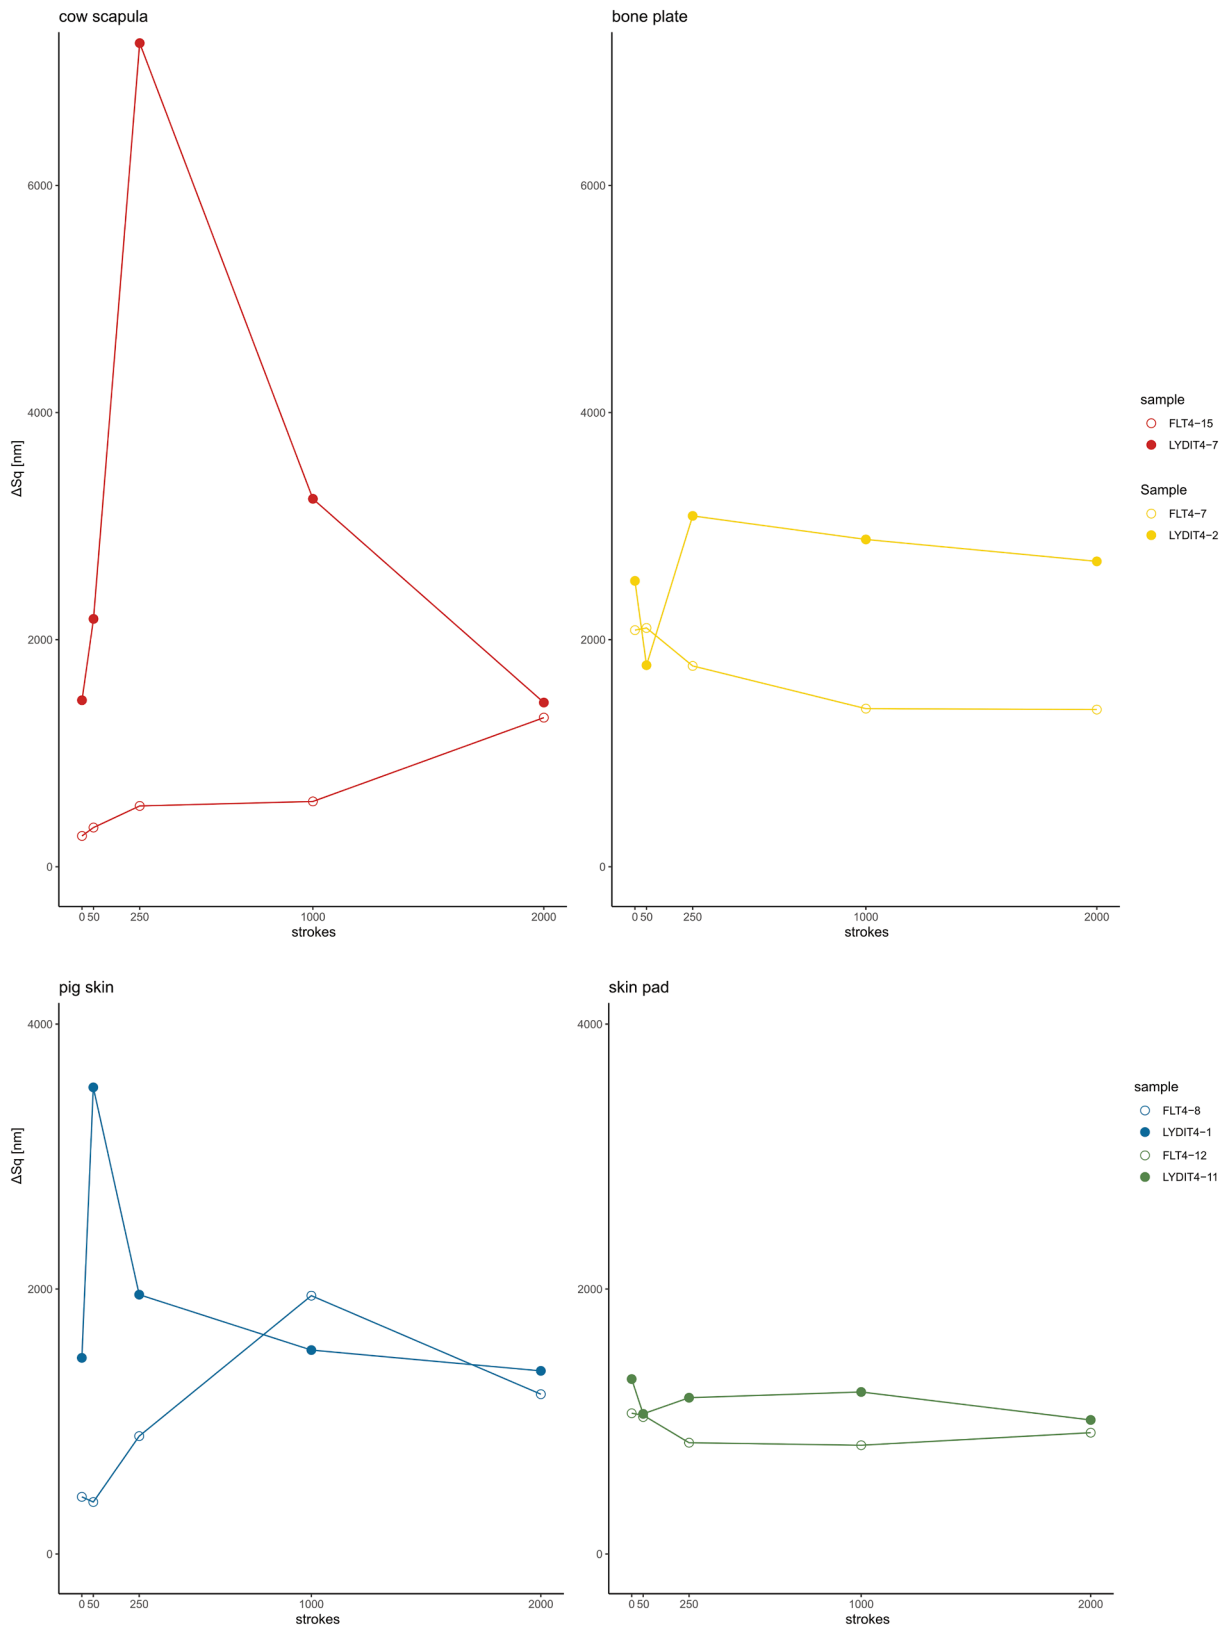 cow scapula
ΔSq [nm]
6000
4000
2000
0
0 50 250 1000 2000
strokes
bone plate
6000
4000
2000
0
0 50 250 1000 2000
strokes
sample
FLT4−15
LYDIT4−7
Sample
FLT4−7
LYDIT4−2
pig skin
ΔSq [nm]
4000
2000
0
0 50 250 1000 2000
strokes
skin pad
4000
2000
0
0 50 250 1000 2000
strokes
sample
FLT4−8
LYDIT4−1
FLT4−12
LYDIT4−11